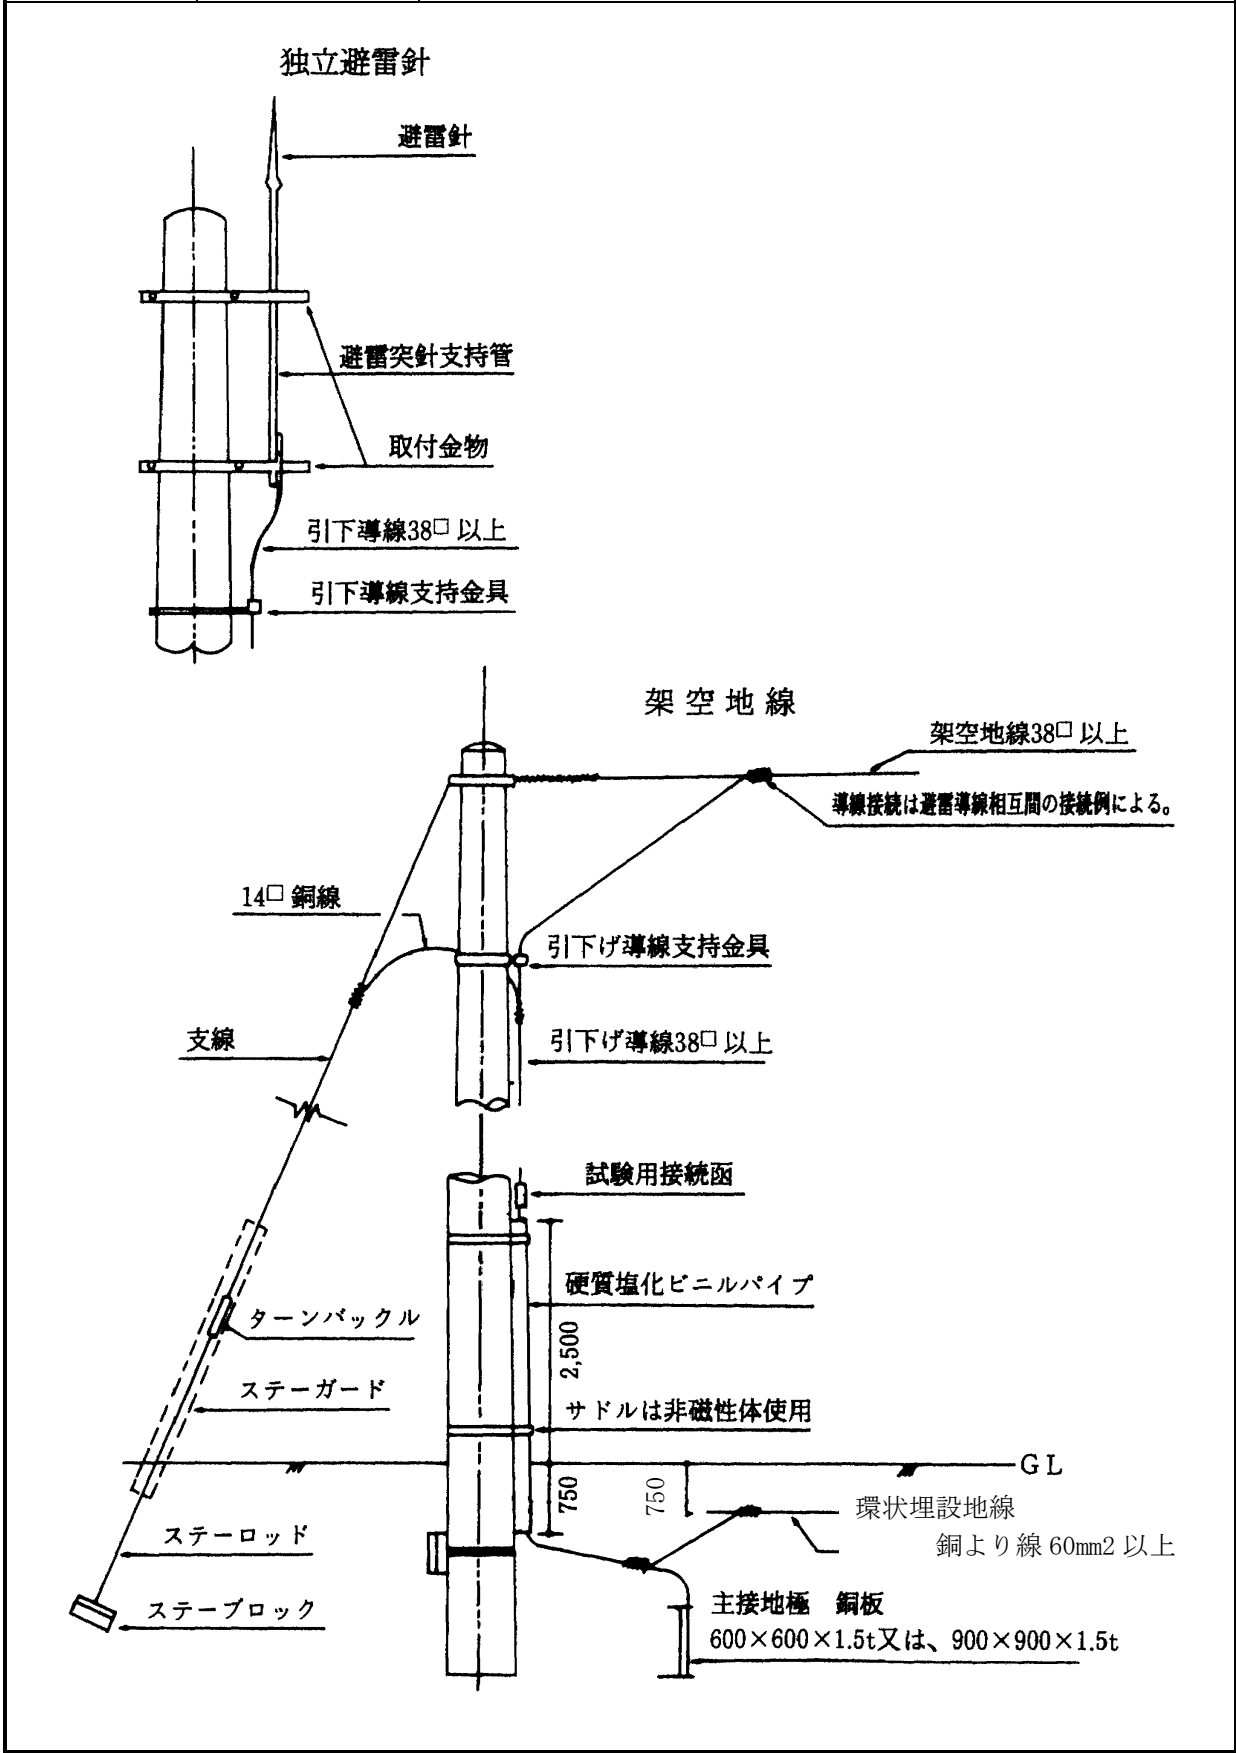 独立避雷針
避雷針
避雷突針支持管
取付金物
引下導線38□以上
引下導線支持金具
架空地線
架空地線38□以上
導線接続は避雷導線相互間の接続例による。
14□銅線
引下げ導線支持金具
支線
引下げ導線38□以上
試験用接続函
硬質塩化ビニルパイプ
ターンバックル
2,500
ステーガード
サドルは非磁性体使用
GL
750
750
環状埋設地線
銅より線60mm2以上
ステーロッド
ステーブロック
主接地極　銅板
600×600×1.5t又は、900×900×1.5t